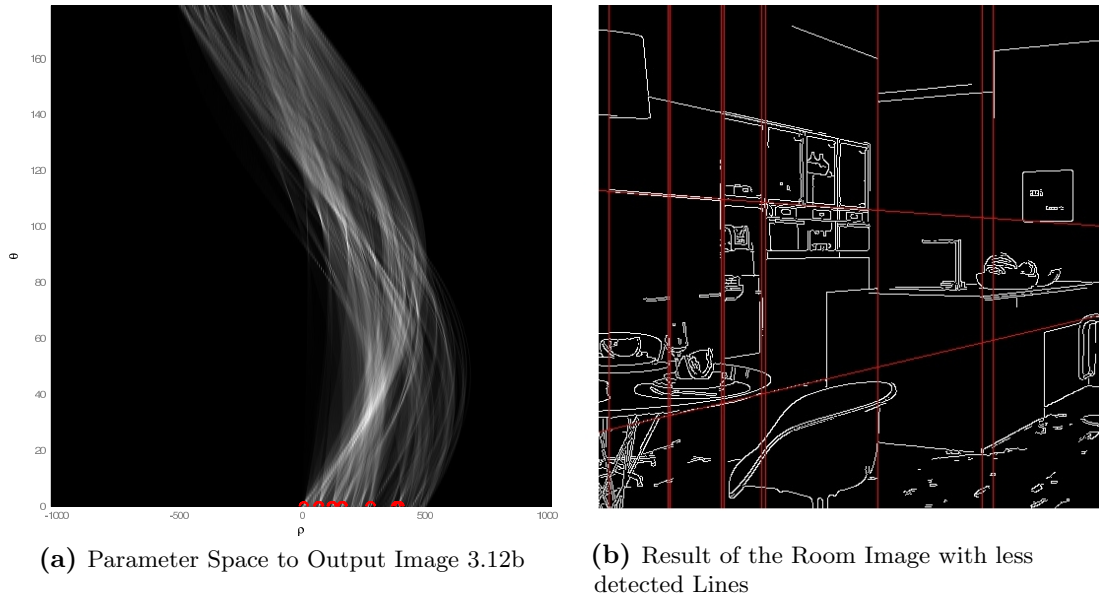 160
140
120
100
80
60
40
20
0
θ
-1000
-500
0
500
1000
ρ
(a) Parameter Space to Output Image 3.12b
(b) Result of the Room Image with less
detected Lines